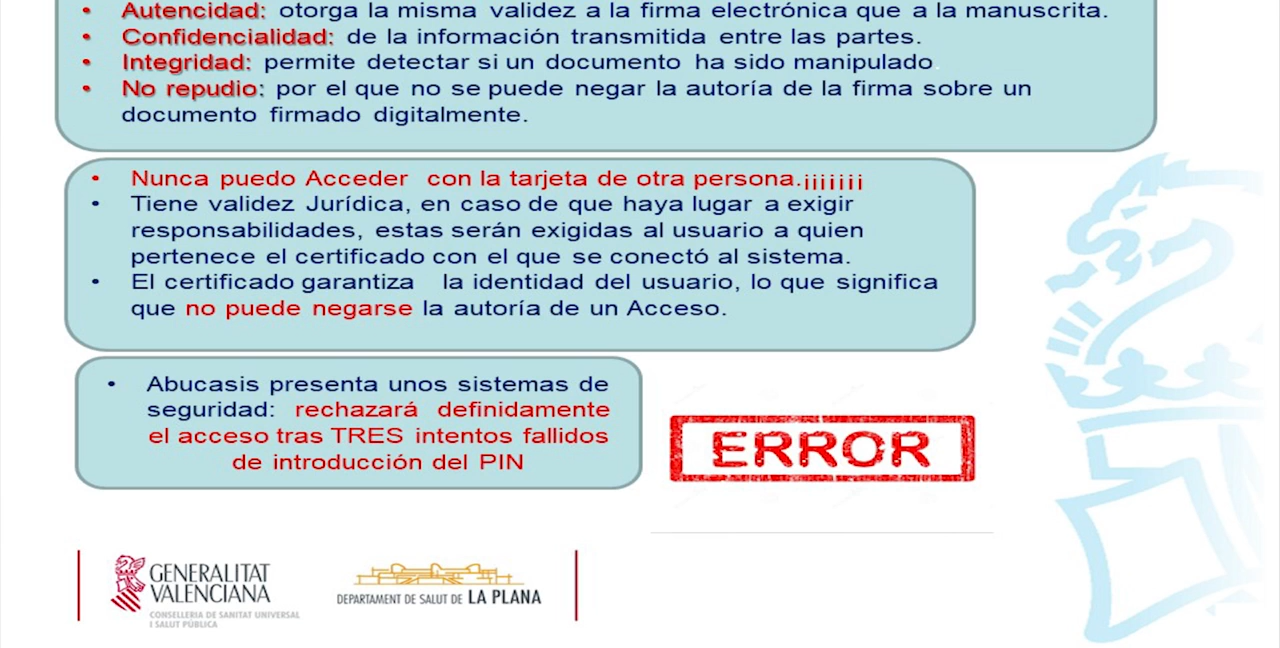 • Autencidad: otorga la misma validez a la firma electrónica que a la manuscrita.
• Confidencialidad: de la información transmitida entre las partes.
• Integridad: permite detectar si un documento ha sido manipulado
• No repudio: por el que no se puede negar la autoría de la firma sobre un
documento firmado digitalmente.
• Nunca puedo Acceder con la tarjeta de otra persona.¡¡¡¡¡¡¡
• Tiene validez Jurídica, en caso de que haya lugar a exigir
responsabilidades, estas serán exigidas al usuario a quien
pertenece el certificado con el que se conectó al sistema.
• El certificado garantiza la identidad del usuario, lo que significa
que no puede negarse la autoría de un Acceso.
• Abucasis presenta unos sistemas de
seguridad: rechazará definidamente
el acceso tras TRES intentos fallidos
de introducción del PIN
ERROR
GENERALITAT
VALENCIANA
CONSELLERIA DE SANITAT UNIVERSAL
I SALUT PÚBLICA
DEPARTAMENT DE SALUT DE LA PLANA